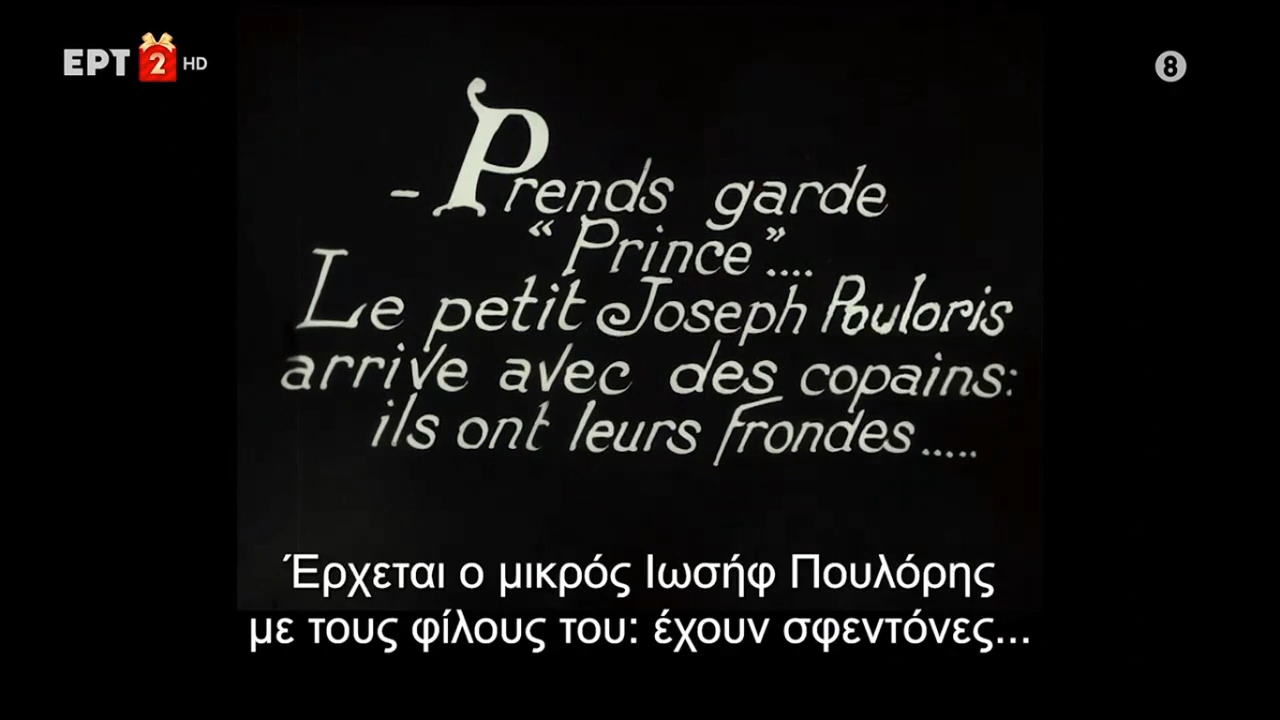 ΕΡΤ 2 HD
8
- Prends garde
“Prince”....
Le petit Joseph Pouloris
arrive avec des copains:
ils ont leurs frondes.....
Έρχεται ο μικρός Ιωσήφ Πουλόρης
με τους φίλους του: έχουν σφεντόνες...